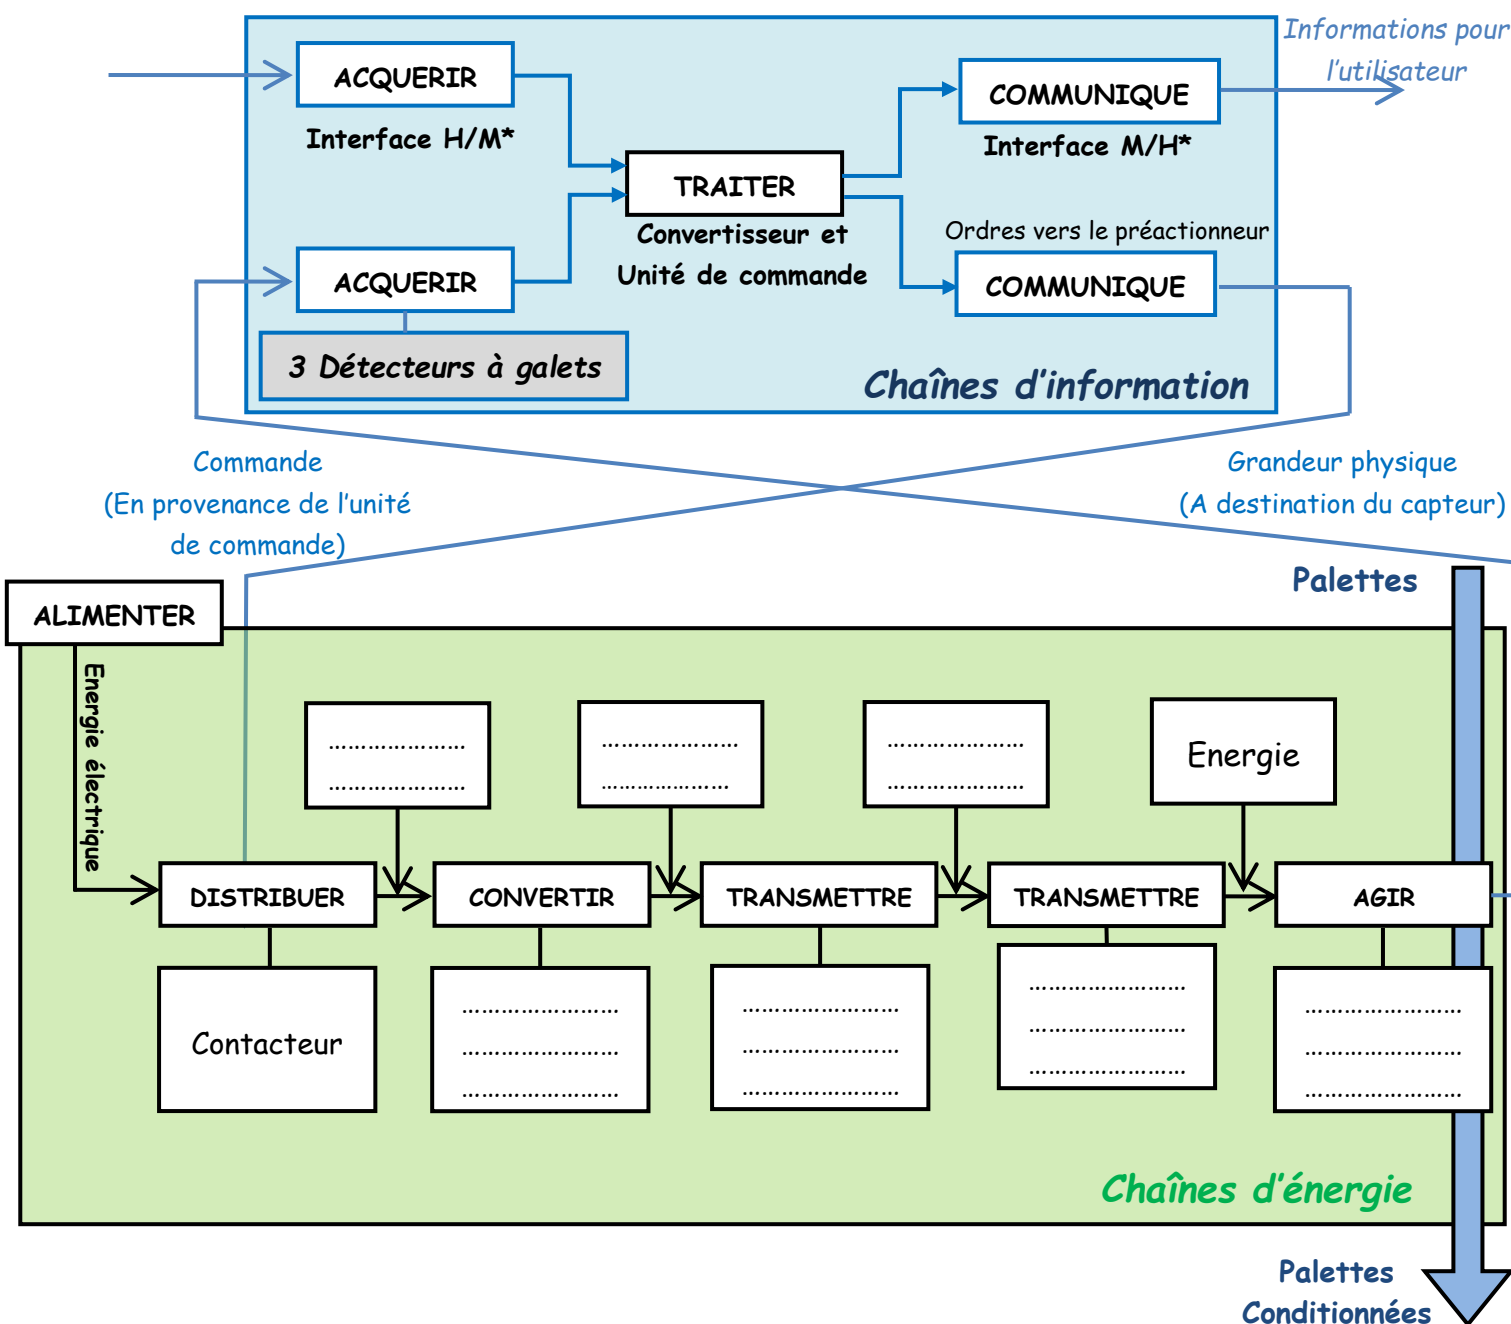 Informations pour
l'utilisateur
ACQUERIR
COMMUNIQUE
Interface H/M*
Interface M/H*
TRAITER
Convertisseur et
Unité de commande
Ordres vers le préactionneur
ACQUERIR
COMMUNIQUE
3 Détecteurs à galets
Chaînes d'information
Commande
(En provenance de l'unité
de commande)
Grandeur physique
(A destination du capteur)
Palettes
ALIMENTER
Energie électrique
.....................
.....................
.....................
....................
.....................
.....................
Energie
DISTRIBUER
CONVERTIR
TRANSMETTRE
TRANSMETTRE
AGIR
Contacteur
........................
........................
........................
........................
........................
........................
........................
........................
........................
........................
........................
........................
Chaînes d'énergie
Palettes
Conditionnées